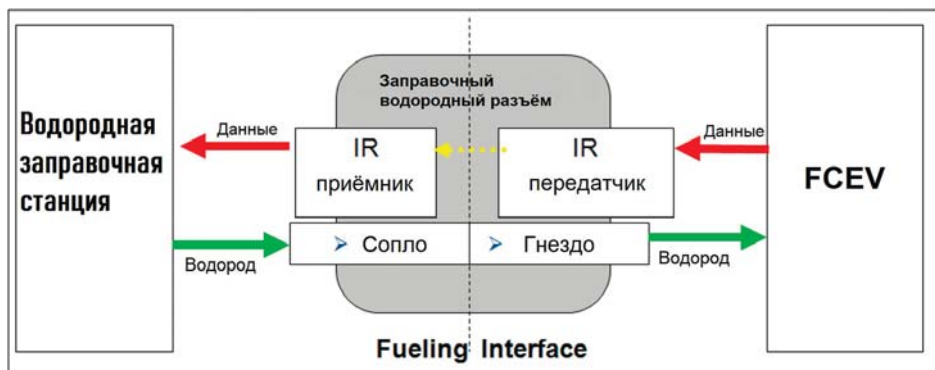 Водородная
заправочная
станция
Данные
Водород
Заправочный
водородный разъём
IR
приёмник
IR
передатчик
Сопло
Гнездо
Данные
Водород
FCEV
Fueling Interface